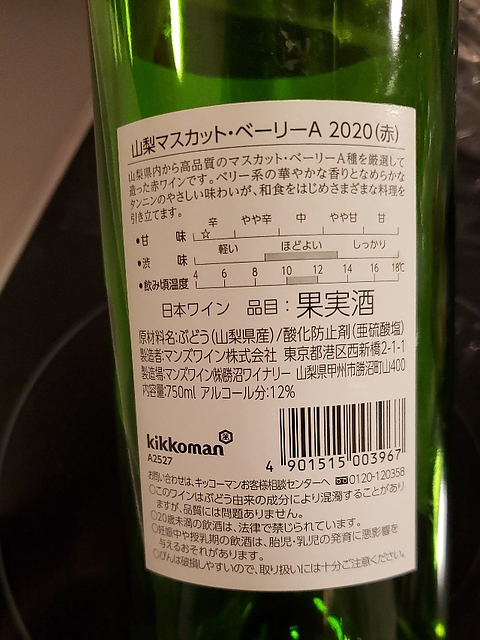 山梨マスカット・ベーリーA 2020(赤)
山梨県内から高品質のマスカット・ベーリーA種を厳選して
造った赤ワインです。ベリー系の華やかな香りとなめらかな
タンニンのやさしい味わいが、和食をはじめさまざまな料理を
引き立てます。
辛 やや辛 中 やや甘 甘
•甘 味 ☆
軽い ほどよい しっかり
•渋 味
4 6 8 10 12 14 16 18℃
•飲み頃温度
日本ワイン 品目：果実酒
原材料名:ぶどう(山梨県産)/酸化防止剤(亜硫酸塩)
製造者:マンズワイン株式会社 東京都港区西新橋2-1-1
製造場:マンズワイン㈱勝沼ワイナリー 山梨県甲州市勝沼町山400
内容量:750ml アルコール分:12%
kikkoman
A2527
4 901515 003967
お問い合わせは、キッコーマンお客様相談センターへ 0120-120358
○このワインはぶどう由来の成分により混濁することがあり
ますが、品質には問題ありません。
○20歳未満の飲酒は、法律で禁じられています。
○妊娠中や授乳期の飲酒は、胎児・乳児の発育に悪影響を
与えるおそれがあります。
○びんは破損しやすいので、取り扱いには十分ご注意ください。